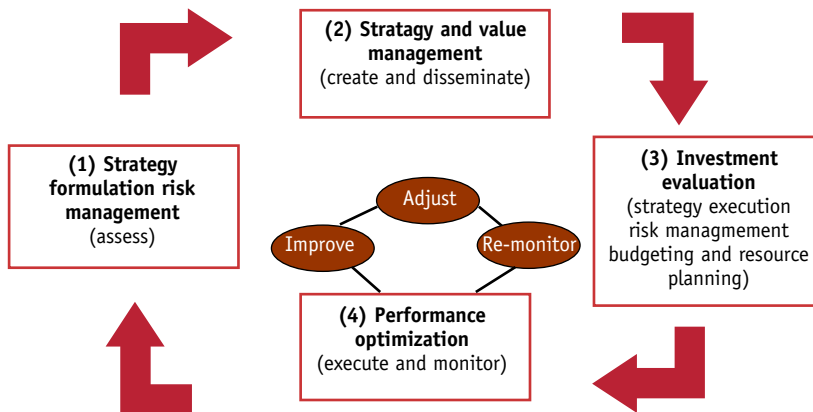 (1) Strategy
formulation risk
management
(assess)
(2) Stratagy and value
management
(create and disseminate)
(3) Investment
evaluation
(strategy execution
risk managmement
budgeting and resource
planning)
(4) Performance
optimization
(execute and monitor)
Improve
Adjust
Re-monitor